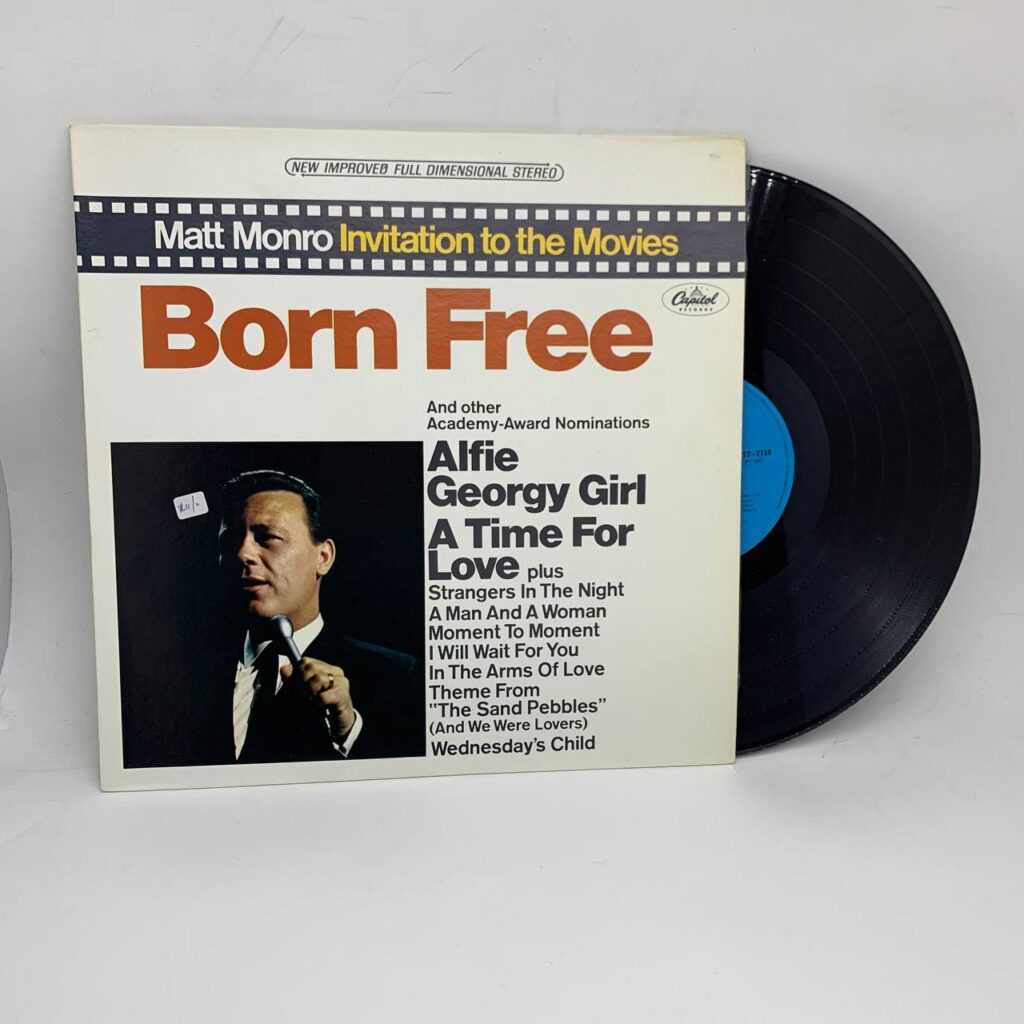 NEW IMPROVED FULL DIMENSIONAL STEREO
Matt Monro Invitation to the Movies
Born Free
Capitol
RECORDS
And other
Academy-Award Nominations
Alfie
Georgy Girl
A Time For
Love plus
Strangers In The Night
A Man And A Woman
Moment To Moment
I Will Wait For You
In The Arms Of Love
Theme From
"The Sand Pebbles"
(And We Were Lovers)
Wednesday's Child